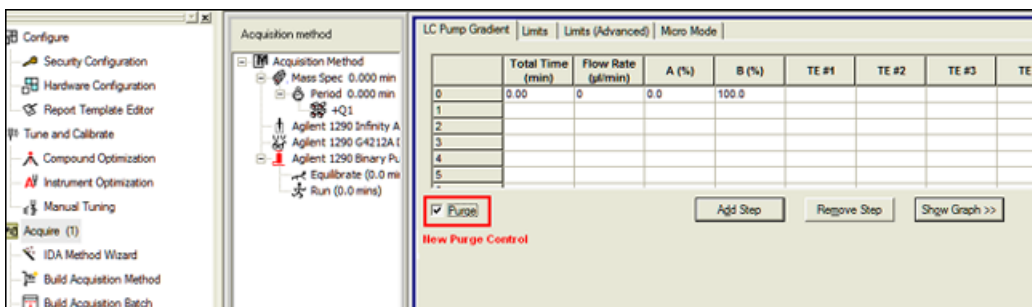 Configure
Security Configuration
Hardware Configuration
Report Template Editor
Tune and Calibrate
Compound Optimization
Instrument Optimization
Manual Tuning
Acquire (1)
IDA Method Wizard
Build Acquisition Method
Build Acquisition Batch
Acquisition method
Acquisition Method
Mass Spec 0.000 min
Period 0.000 min
+Q1
Agilent 1290 Infinity A
Agilent 1290 G4212A D
Agilent 1290 Binary Pu
Equilibrate (0.0 mi
Run (0.0 mins)
LC Pump Gradient Limits Limits (Advanced) Micro Mode
Total Time (min) Flow Rate (µl/min) A (%) B (%) TE #1 TE #2 TE #3 TE
0 0.00 0 0.0 100.0
1
2
3
4
5
Purge Add Step Remove Step Show Graph >>
New Purge Control